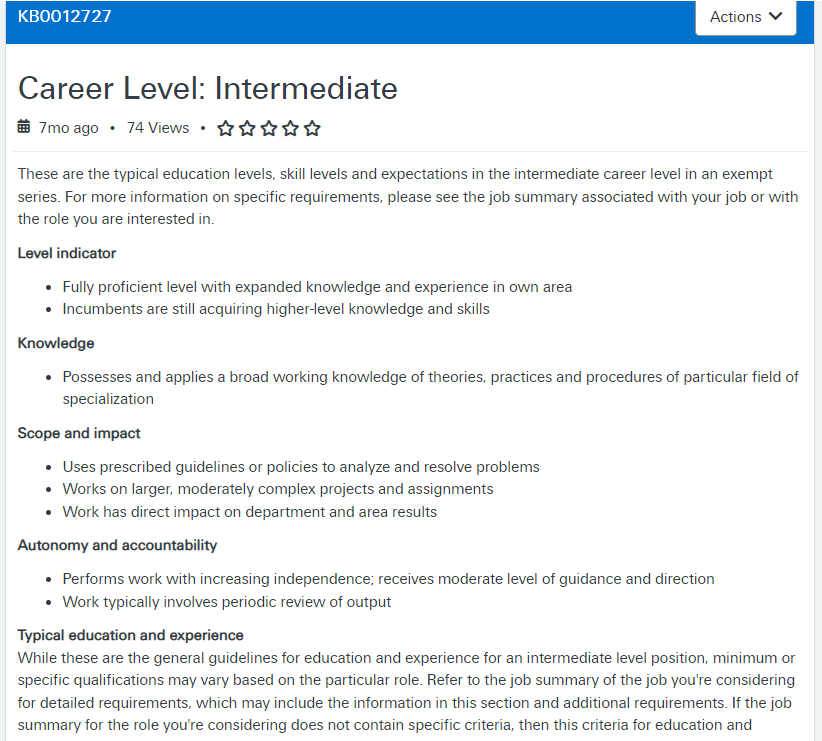 KB0012727
Actions
Career Level: Intermediate
7mo ago • 74 Views •
These are the typical education levels, skill levels and expectations in the intermediate career level in an exempt
series. For more information on specific requirements, please see the job summary associated with your job or with
the role you are interested in.
Level indicator
• Fully proficient level with expanded knowledge and experience in own area
• Incumbents are still acquiring higher-level knowledge and skills
Knowledge
• Possesses and applies a broad working knowledge of theories, practices and procedures of particular field of
specialization
Scope and impact
• Uses prescribed guidelines or policies to analyze and resolve problems
• Works on larger, moderately complex projects and assignments
• Work has direct impact on department and area results
Autonomy and accountability
• Performs work with increasing independence; receives moderate level of guidance and direction
• Work typically involves periodic review of output
Typical education and experience
While these are the general guidelines for education and experience for an intermediate level position, minimum or
specific qualifications may vary based on the particular role. Refer to the job summary of the job you're considering
for detailed requirements, which may include the information in this section and additional requirements. If the job
summary for the role you're considering does not contain specific criteria, then this criteria for education and